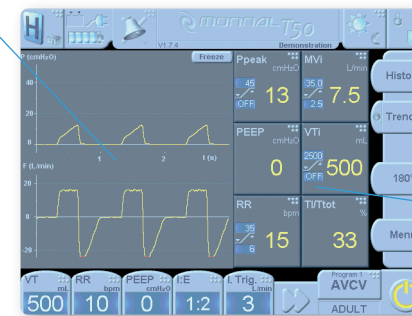 H
MONNAL T50
V1.7.4
Demonstration
P (cmH2O)
Freeze
40
20
0
1
2
t(s)
F (L/min)
20
0
-20
Ppeak
cmH2O
45
OFF
13
MVi
L/min
35.0
2.5
7.5
PEEP
cmH2O
0
VTi
mL
2500
OFF
500
RR
bpm
35
6
15
TI/Ttot
%
33
Histo
Trend
180°
Menu
VT
mL
500
RR
bpm
10
PEEP
cmH2O
0
I:E
1:2
I. Trig.
L/min
3
Program 1
AVCV
ADULT